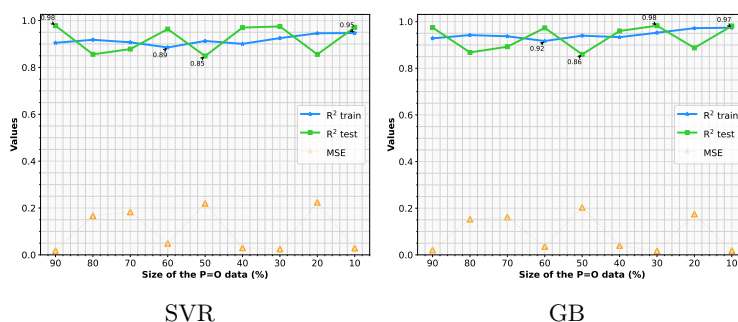 0.98
0.95
0.89
0.85
1.0
0.8
0.6
0.4
0.2
0.0
Values
R² train
R² test
MSE
90 80 70 60 50 40 30 20 10
Size of the P=O data (%)
SVR
0.98
0.97
0.92
0.86
1.0
0.8
0.6
0.4
0.2
0.0
Values
R² train
R² test
MSE
90 80 70 60 50 40 30 20 10
Size of the P=O data (%)
GB